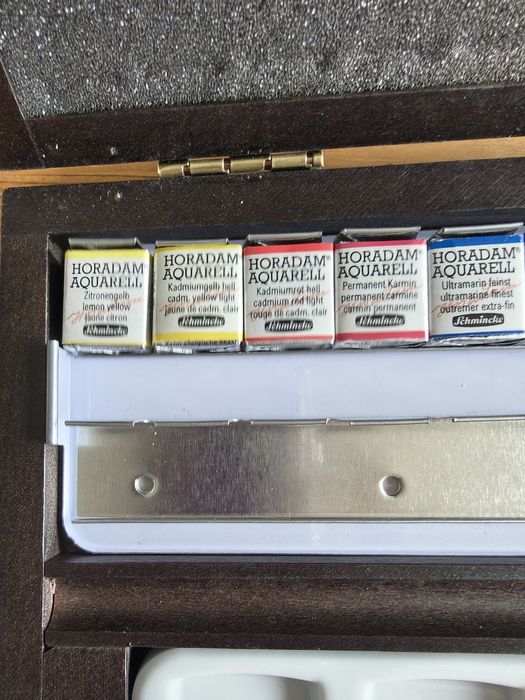 HORADAM®
AQUARELL
Zitronengelb
lemon yellow
jaune citron
Schmincke
HORADAM
AQUARELL
Kadmiumgelb hell
cadm. yellow light
jaune de cadm. clair
Schmincke
HORADAM®
AQUARELL
Kadmiumrot hell
cadmium red light
rouge de cadm. clair
Schmincke
HORADAM®
AQUARELL
Permanent Karmin
permanent carmine
carmin permanent
Schmincke
HORADAM®
AQUARELL
Ultramarin feinst
ultramarine finest
outremer extra-fin
Schmincke